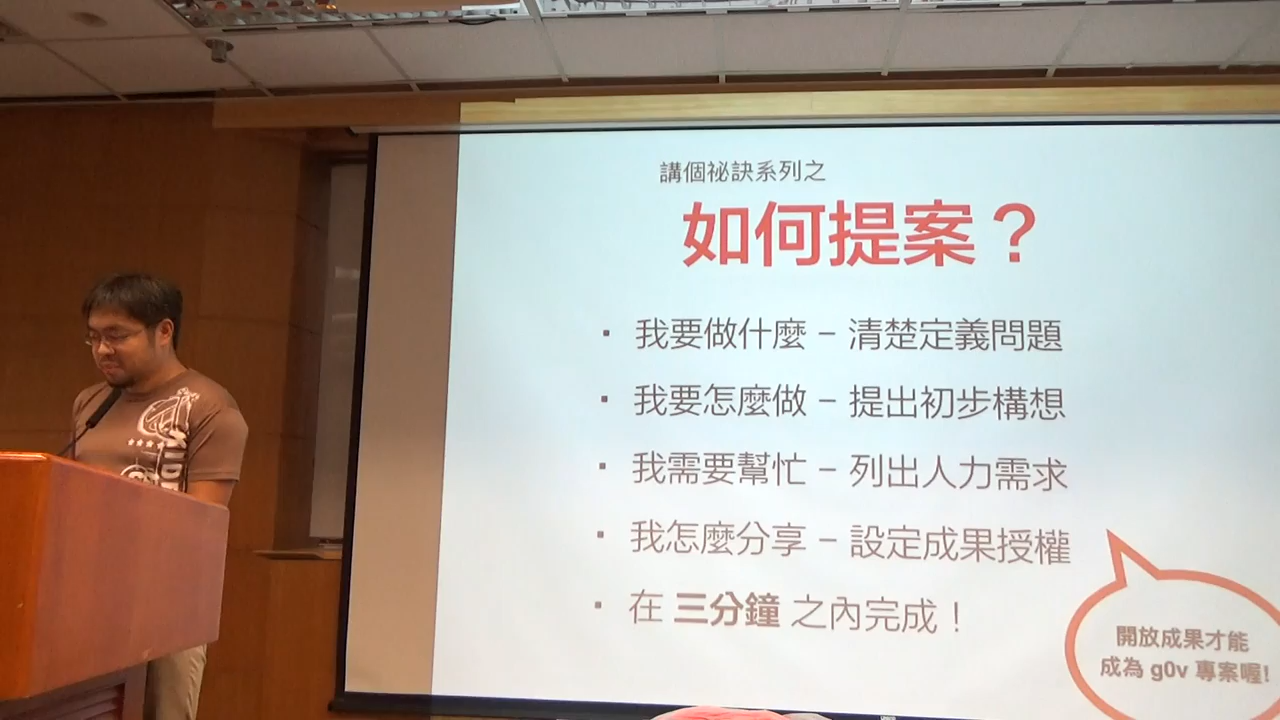 講個祕訣系列之
如何提案？
▪ 我要做什麼 – 清楚定義問題
▪ 我要怎麼做 – 提出初步構想
▪ 我需要幫忙 – 列出人力需求
▪ 我怎麼分享 – 設定成果授權
▪ 在 三分鐘 之內完成！
開放成果才能
成為 g0v 專案喔!